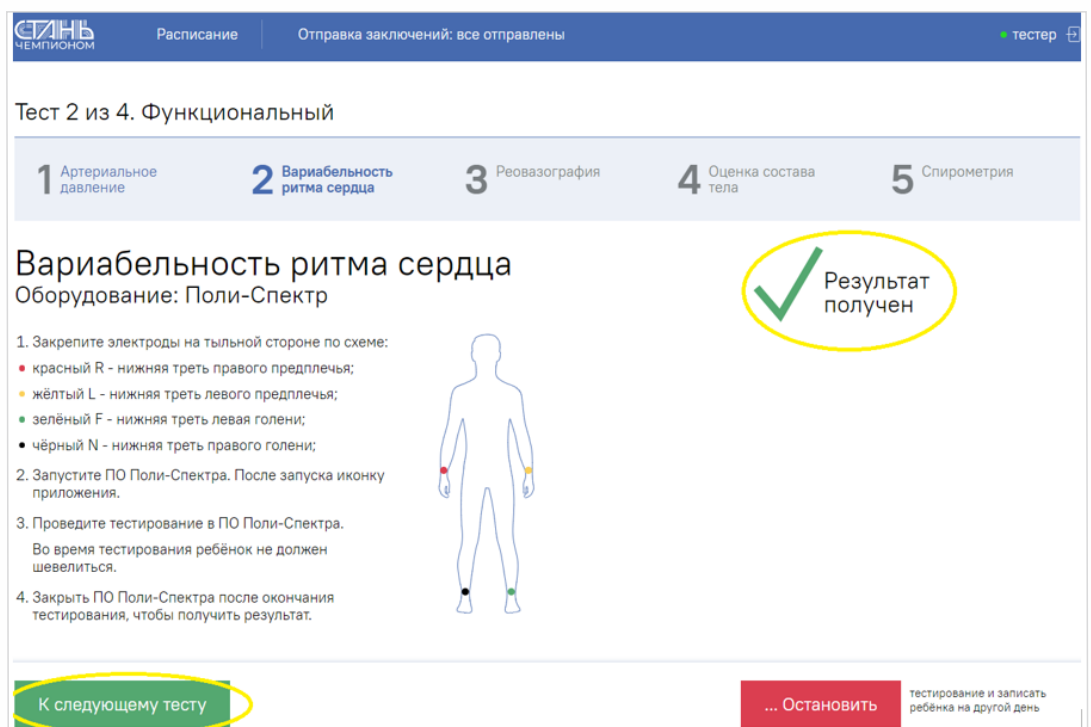 СТАНЬ
ЧЕМПИОНОМ
Расписание
Отправка заключений: все отправлены
тестер
Тест 2 из 4. Функциональный
1 Артериальное
давление
2 Вариабельность
ритма сердца
3 Реовазография
4 Оценка состава
тела
5 Спирометрия
Вариабельность ритма сердца
Оборудование: Поли-Спектр
Результат
получен
1. Закрепите электроды на тыльной стороне по схеме:
• красный R - нижняя треть правого предплечья;
• жёлтый L - нижняя треть левого предплечья;
• зелёный F - нижняя треть левая голени;
• чёрный N - нижняя треть правого голени;
2. Запустите ПО Поли-Спектра. После запуска иконку
приложения.
3. Проведите тестирование в ПО Поли-Спектра.
Во время тестирования ребёнок не должен
шевелиться.
4. Закрыть ПО Поли-Спектра после окончания
тестирования, чтобы получить результат.
К следующему тесту
... Остановить
тестирование и записать
ребёнка на другой день